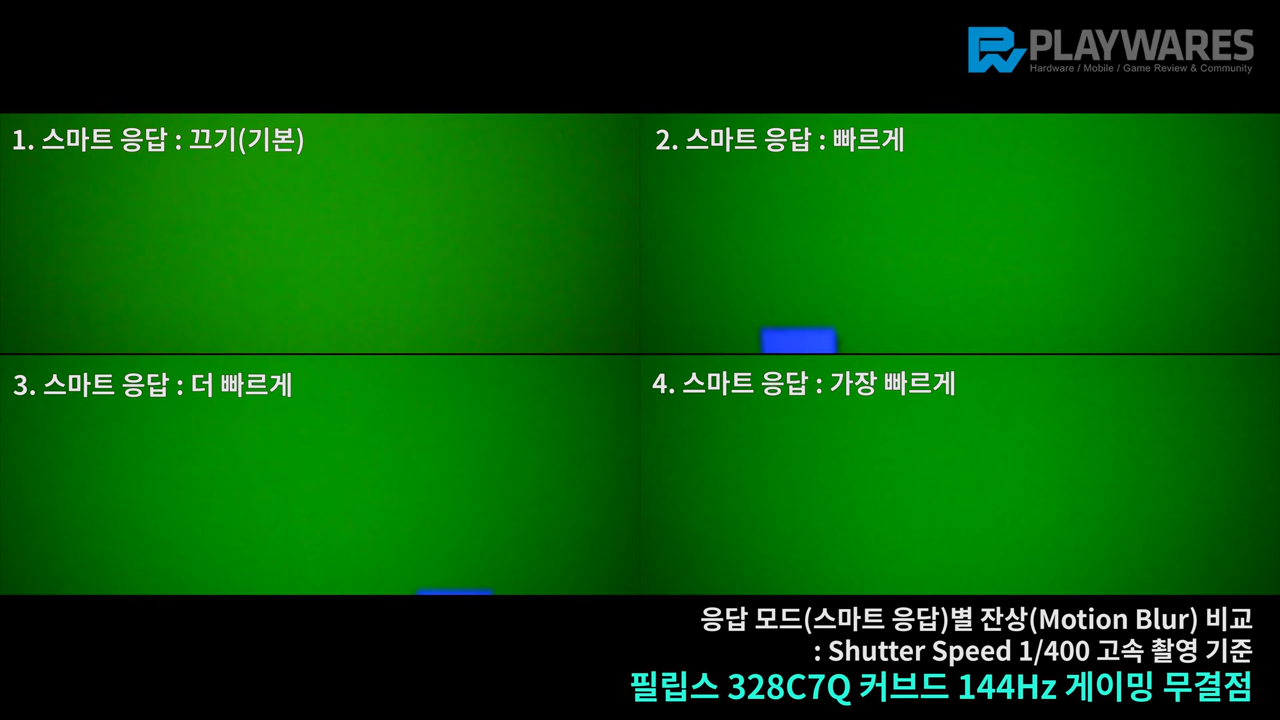 PLAYWARES
Hardware / Mobile / Game Review & Community
1. 스마트 응답 : 끄기(기본)
2. 스마트 응답 : 빠르게
3. 스마트 응답 : 더 빠르게
4. 스마트 응답 : 가장 빠르게
응답 모드(스마트 응답)별 잔상(Motion Blur) 비교
: Shutter Speed 1/400 고속 촬영 기준
필립스 328C7Q 커브드 144Hz 게이밍 무결점